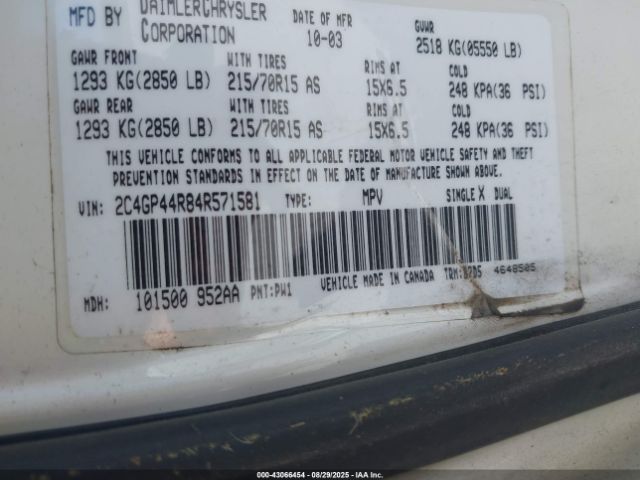 MFD BY DAIMLERCHRYSLER CORPORATION DATE OF MFR 10-03 GVWR 2518 KG(05550 LB)
GAWR FRONT WITH TIRES RIMS AT COLD
1293 KG(2850 LB) 215/70R15 AS 15X6.5 248 KPA(36 PSI)
GAWR REAR WITH TIRES RIMS AT COLD
1293 KG(2850 LB) 215/70R15 AS 15X6.5 248 KPA(36 PSI)
THIS VEHICLE CONFORMS TO ALL APPLICABLE FEDERAL MOTOR VEHICLE SAFETY AND THEFT
PREVENTION STANDARDS IN EFFECT ON THE DATE OF MANUFACTURE SHOWN ABOVE.
VIN: 2C4GP44R84R571581 TYPE: MPV SINGLE X DUAL
MDH: 101500 952AA PNT:PW1 VEHICLE MADE IN CANADA TRM: 4648505
000-43066454 - 08/29/2025 - IAAI.com